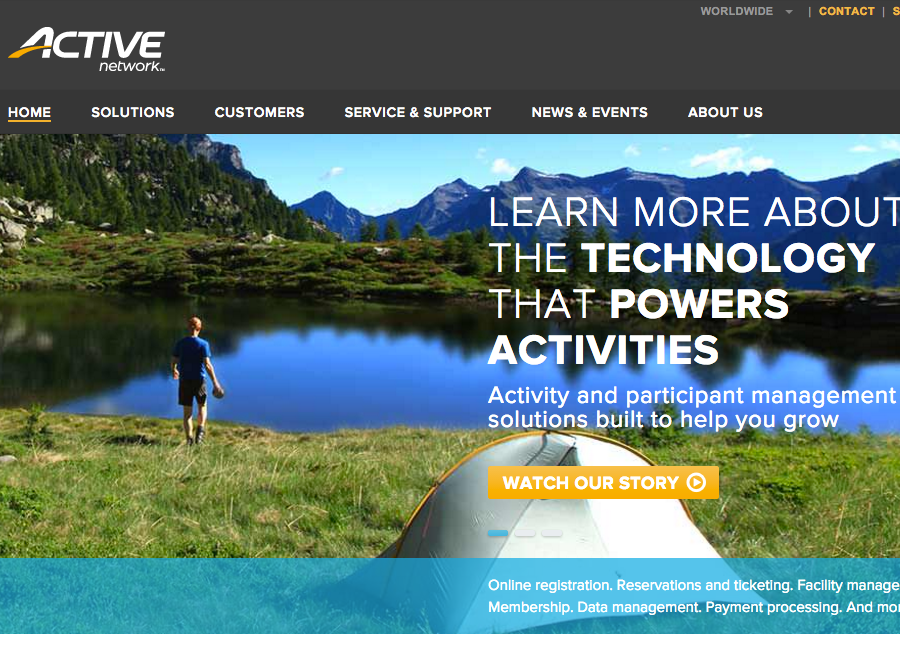 WORLDWIDE | CONTACT | S
ACTIVE
network
HOME SOLUTIONS CUSTOMERS SERVICE & SUPPORT NEWS & EVENTS ABOUT US
LEARN MORE ABOUT
THE TECHNOLOGY
THAT POWERS
ACTIVITIES
Activity and participant management
solutions built to help you grow
WATCH OUR STORY
Online registration. Reservations and ticketing. Facility manage
Membership. Data management. Payment processing. And mor